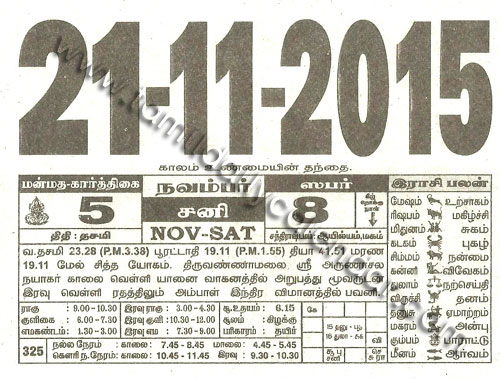 21-11-2015
www.tamildailycalendar.com
காலம் உண்மையின் தந்தை.
மன்மத-கார்த்திகை
நவம்பர்
ஸபர்
கீழ் நோக்கு நாள்
இராசி பலன்
5
சனி
8
திதி : தசமி
NOV-SAT
சந்திராஷ்டமம்: ஆயில்யம்,மகம்
வ.தசமி 23.28 (P.M.3.38) பூரட்டாதி 19.11 (P.M.1.55) தியா 41.51 மரண
19.11 மேல் சித்த யோகம். திருவண்ணாமலை ஸ்ரீ அருணாசல
நாயகர் காலை வெள்ளி யானை வாகனத்தில் அறுபத்து மூவருடன்
இரவு வெள்ளி ரதத்திலும் அம்பாள் இந்திர விமானத்தில் பவனி.
மேஷம் உற்சாகம்
ரிஷபம் மகிழ்ச்சி
மிதுனம் சுகம்
கடகம் புகழ்
சிம்மம் நன்மை
கன்னி விவேகம்
துலாம் வெற்றி
விருச்சி தனம்
தனுசு ஏமாற்றம்
மகரம் அன்பு
கும்பம் பாராட்டு
மீனம் ஆர்வம்
ராகு : 9.00-10.30 இரவு ராகு : 3.00-4.30 சூ.உதயம் : 6.15
குளிகை : 6.00-7.30 இரவு குளி : 10.30-12.00 சூலம் : கிழக்கு
எமகண்டம் : 1.30-3.00 இரவு எம : 7.30-9.00 பரிகாரம் : தயிர்
325 நல்ல நேரம்: காலை: 7.45 - 8.45 மாலை: 4.45-5.45
கௌரி ந.நேரம்: காலை: 10.45 - 11.45 இரவு : 9.30-10.30